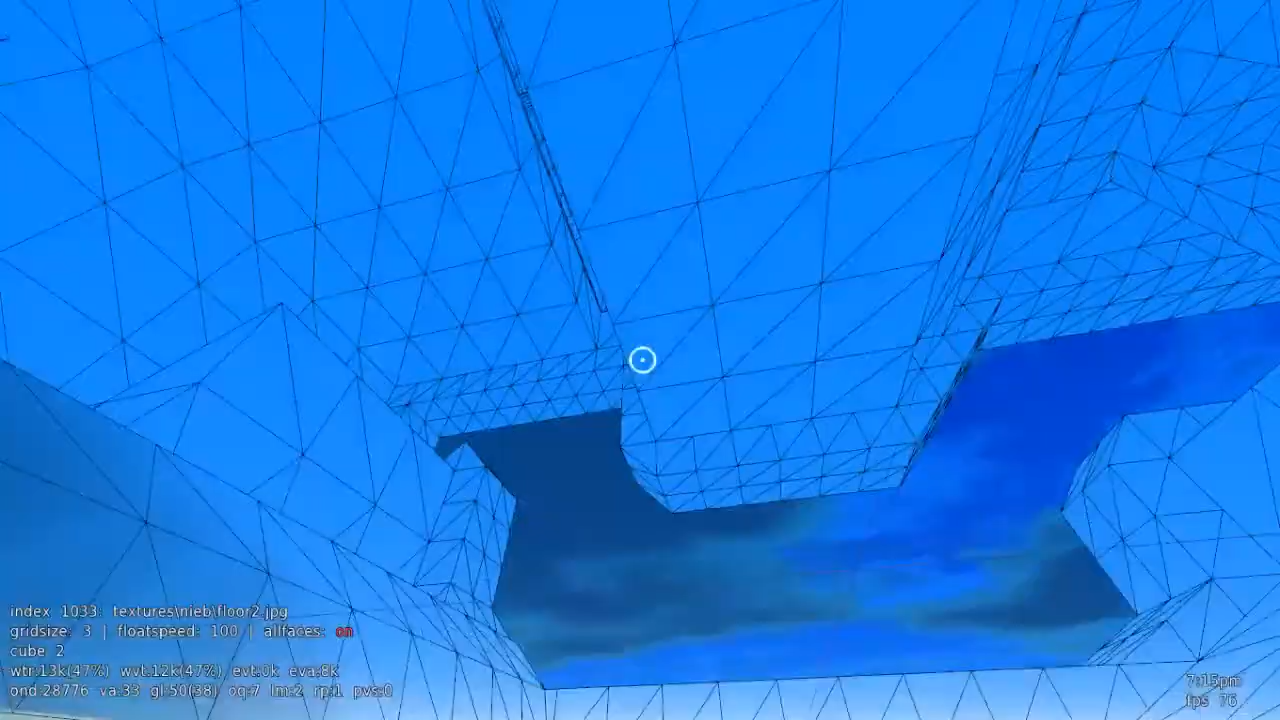 index 1033: textures\nieb\floor2.jpg
gridsize: 3 | floatspeed: 100 | allfaces: on
cube 2
wtr:13k(47%) wvt:12k(47%) evt:0k eva:8k
ond:28776 va:33 gl:50(38) oq:7 lm:2 rp:1 pvs:0
7:15pm
fps 76